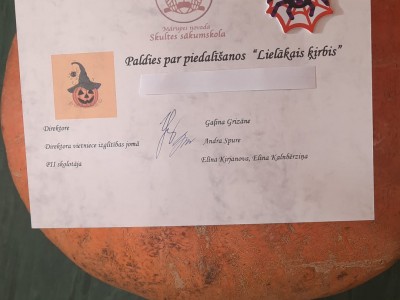 Mārupes novada
Skultes sākumskola
Paldies par piedalīšanos "Lielākais ķirbis"
Direktore Gaļina Grizāne
Direktora vietniece izglītības jomā Andra Spure
PII skolotāja Elīna Kirjanova, Elīna Kalnbērziņa